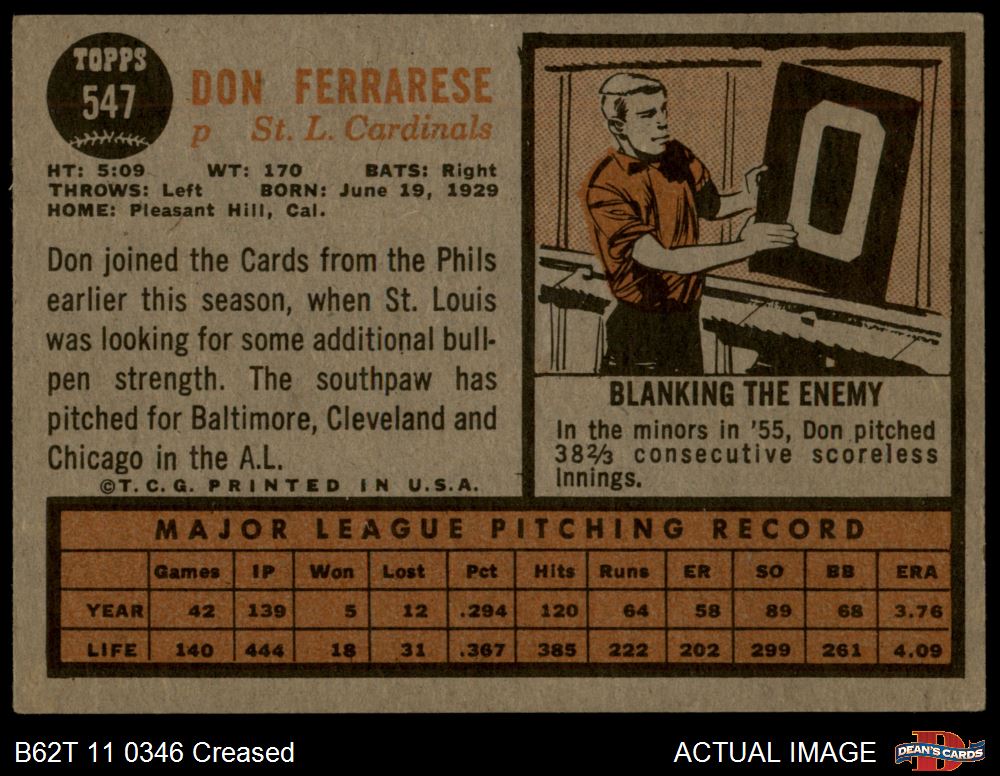 TOPPS
547
DON FERRARESE
p St. L. Cardinals
HT: 5:09 WT: 170 BATS: Right
THROWS: Left BORN: June 19, 1929
HOME: Pleasant Hill, Cal.
Don joined the Cards from the Phils
earlier this season, when St. Louis
was looking for some additional bull-
pen strength. The southpaw has
pitched for Baltimore, Cleveland and
Chicago in the A.L.
©T.C.G. PRINTED IN U.S.A.
0
BLANKING THE ENEMY
In the minors in '55, Don pitched
38⅔ consecutive scoreless
innings.
MAJOR LEAGUE PITCHING RECORD
Games IP Won Lost Pct Hits Runs ER SO BB ERA
YEAR 42 139 5 12 .294 120 64 58 89 68 3.76
LIFE 140 444 18 31 .367 385 222 202 299 261 4.09
B62T 11 0346 Creased ACTUAL IMAGE
D
DEAN'S CARDS